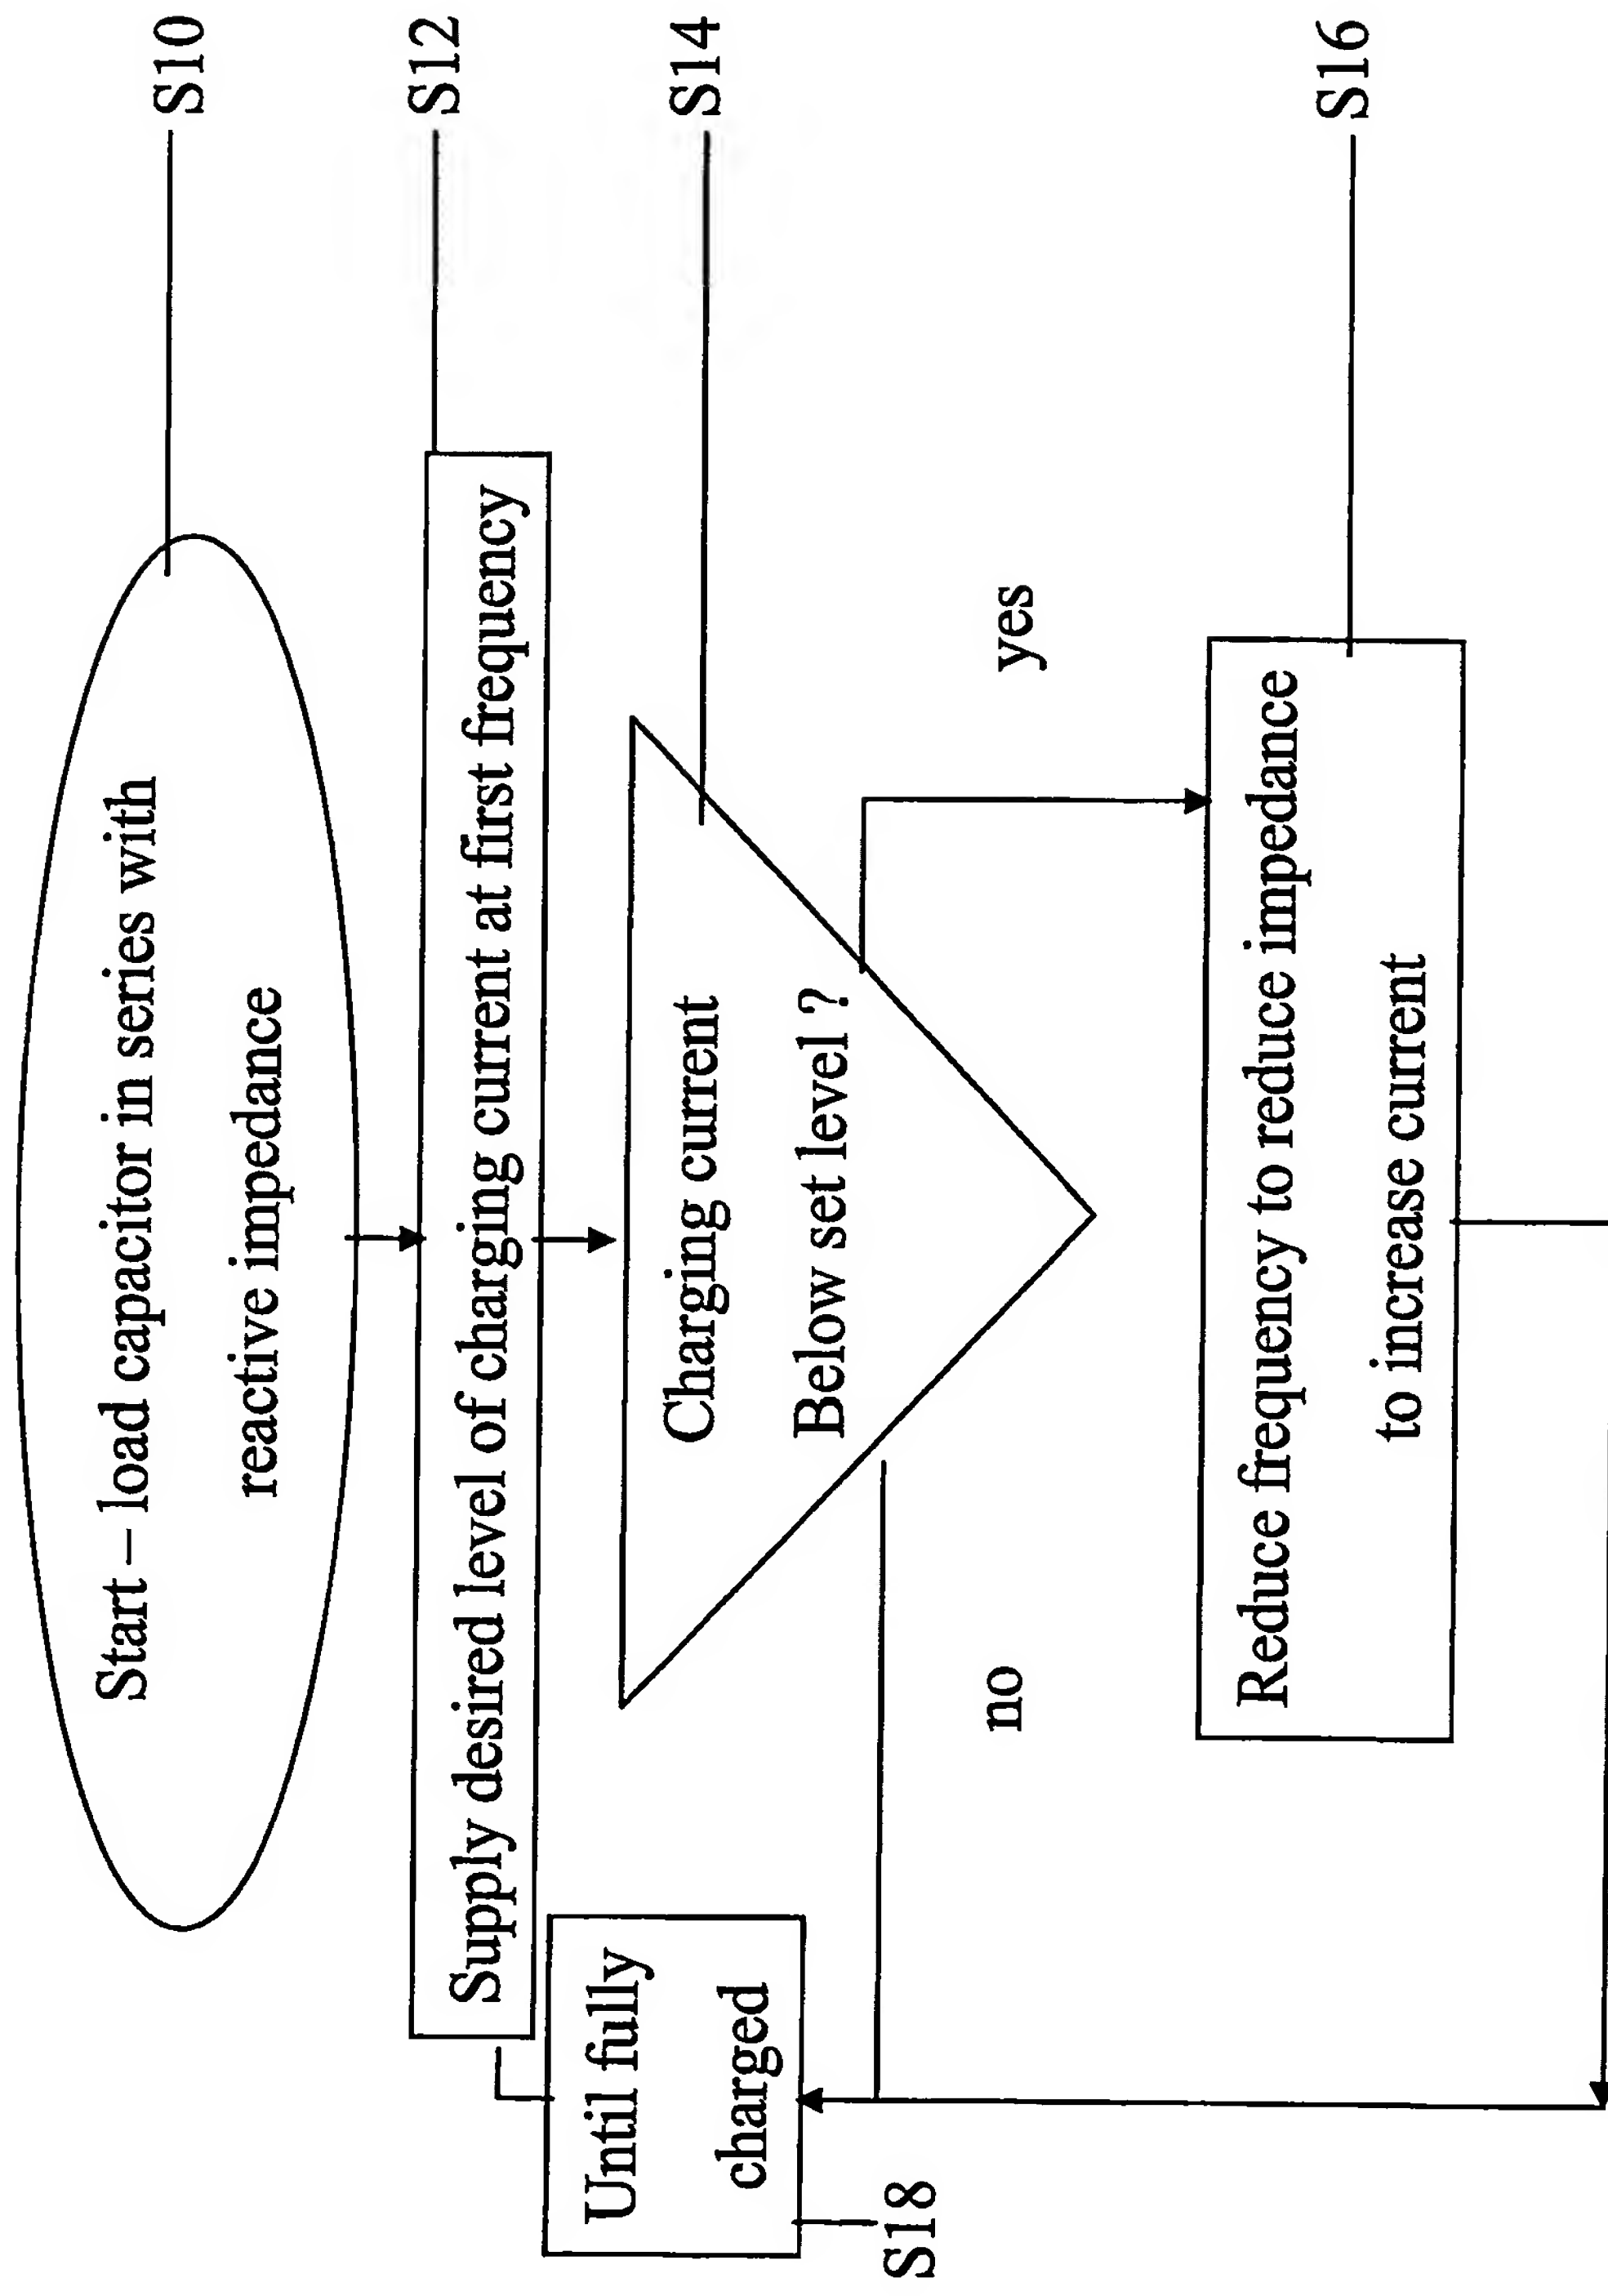 Start – load capacitor in series with
reactive impedance
S10
Supply desired level of charging current at first frequency
S12
Charging current
Below set level ?
S14
yes
no
Reduce frequency to reduce impedance
to increase current
S16
Until fully
charged
S18